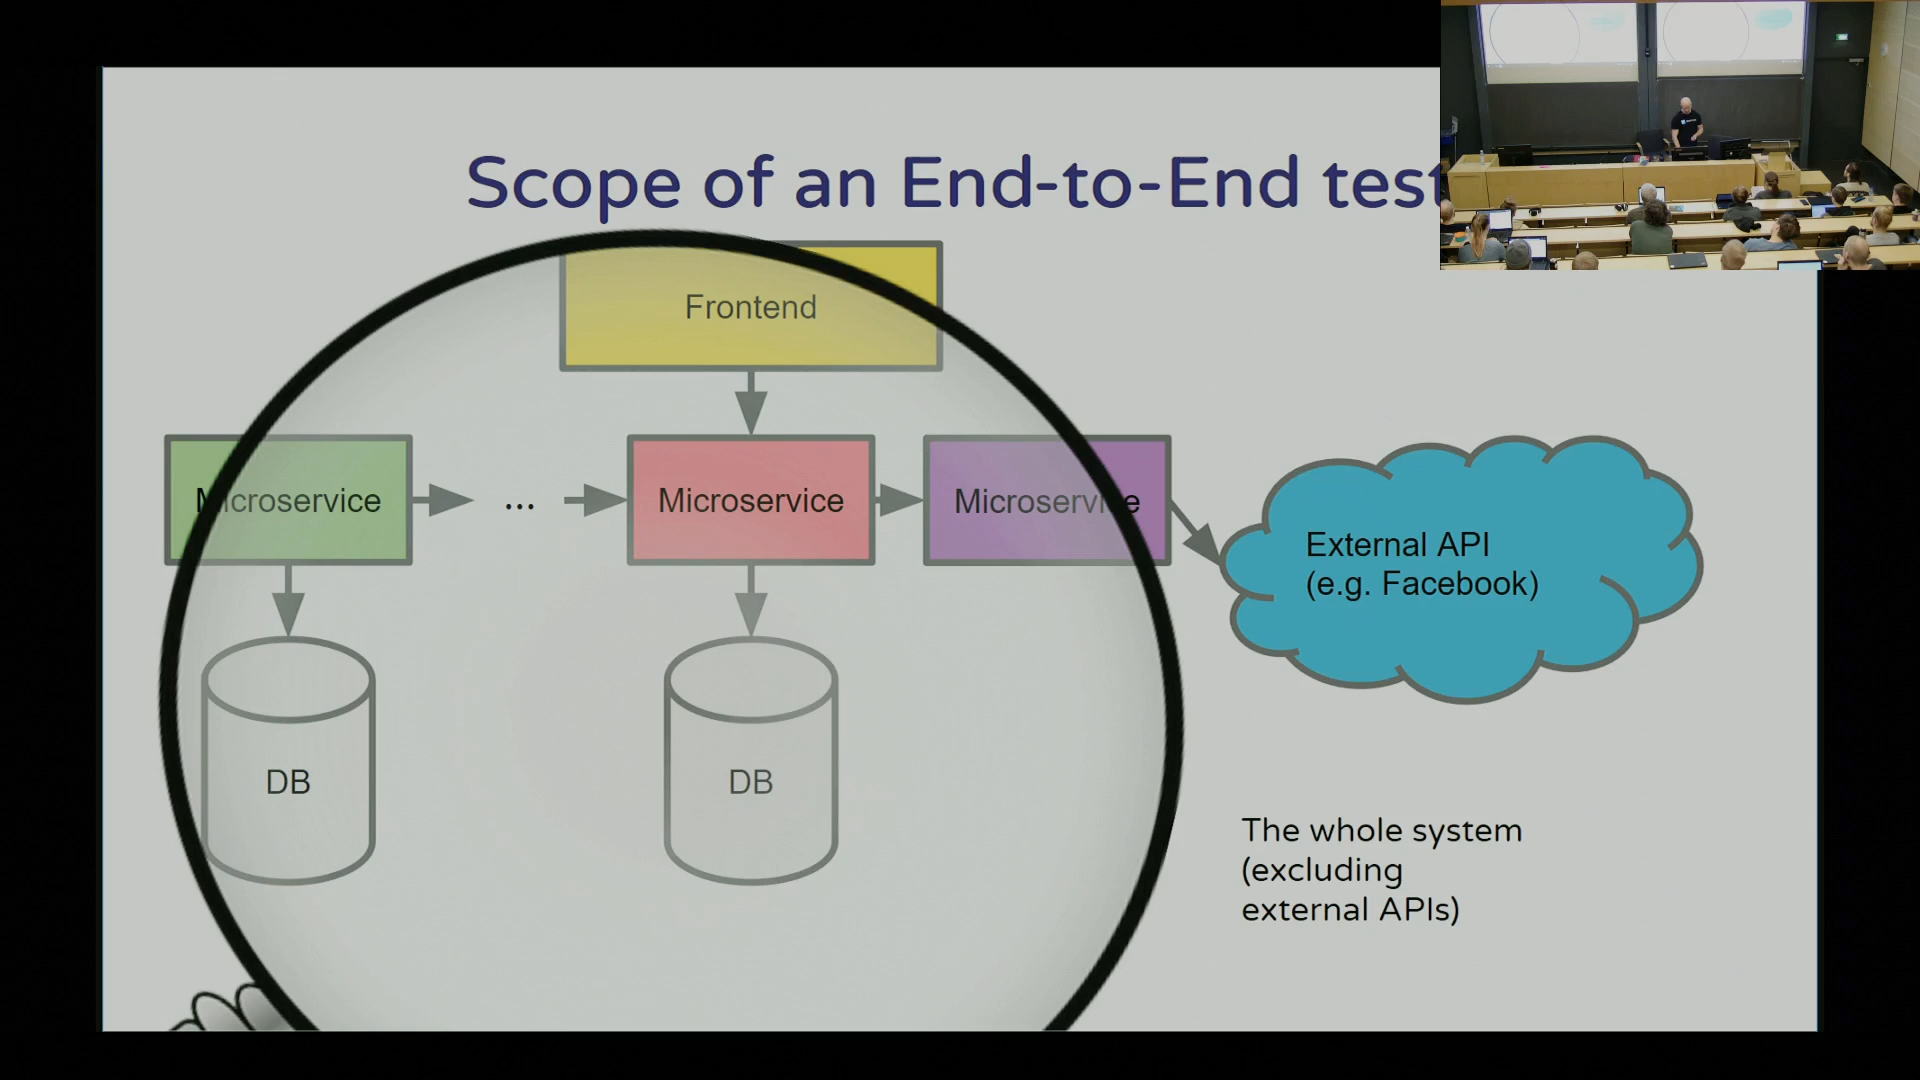 Scope of an End-to-End test
Frontend
Microservice
...
Microservice
Microservice
External API
(e.g. Facebook)
DB
DB
The whole system
(excluding
external APIs)